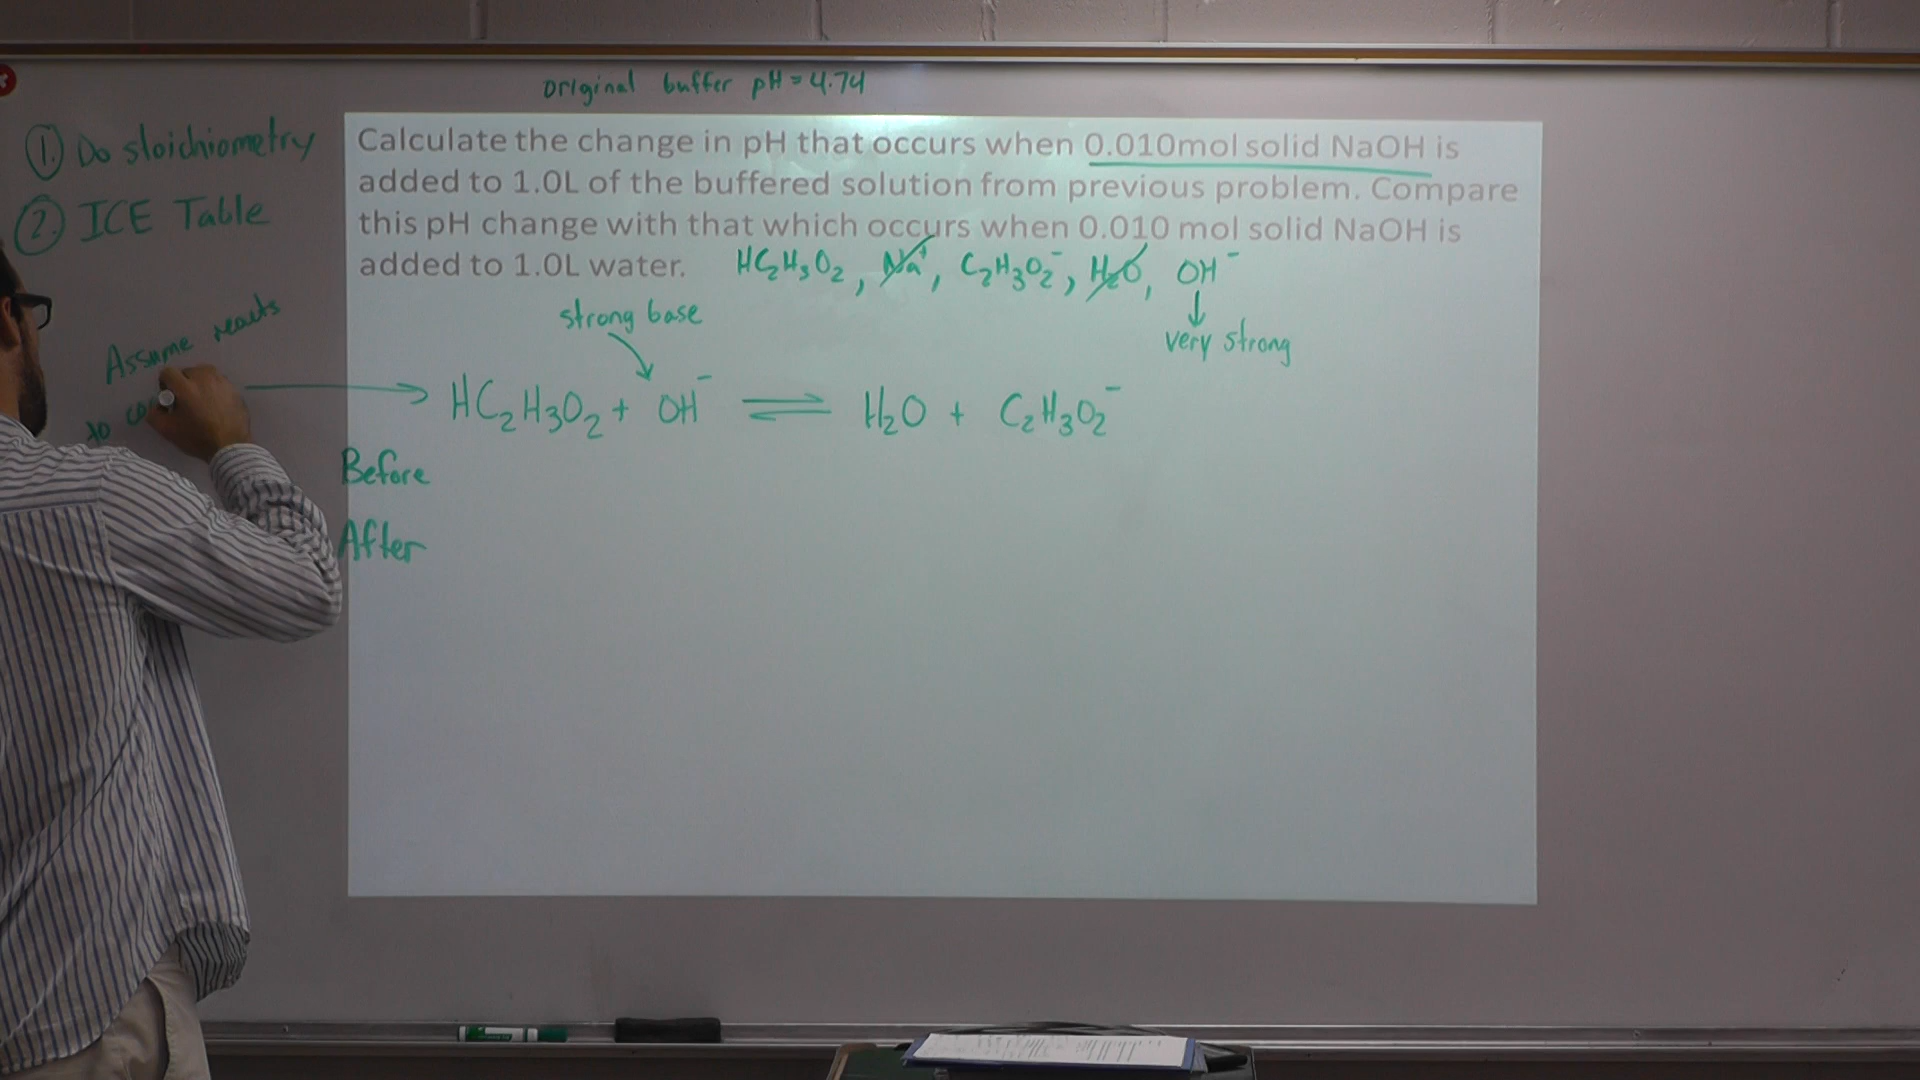 original buffer pH = 4.74
1. Do stoichiometry
2. ICE Table
Calculate the change in pH that occurs when 0.010mol solid NaOH is
added to 1.0L of the buffered solution from previous problem. Compare
this pH change with that which occurs when 0.010 mol solid NaOH is
added to 1.0L water.
HC₂H₃O₂, Na⁺, C₂H₃O₂⁻, H₂O, OH⁻
very strong
strong base
Assume reacts
to
HC₂H₃O₂ + OH⁻ ⇌ H₂O + C₂H₃O₂⁻
Before
After